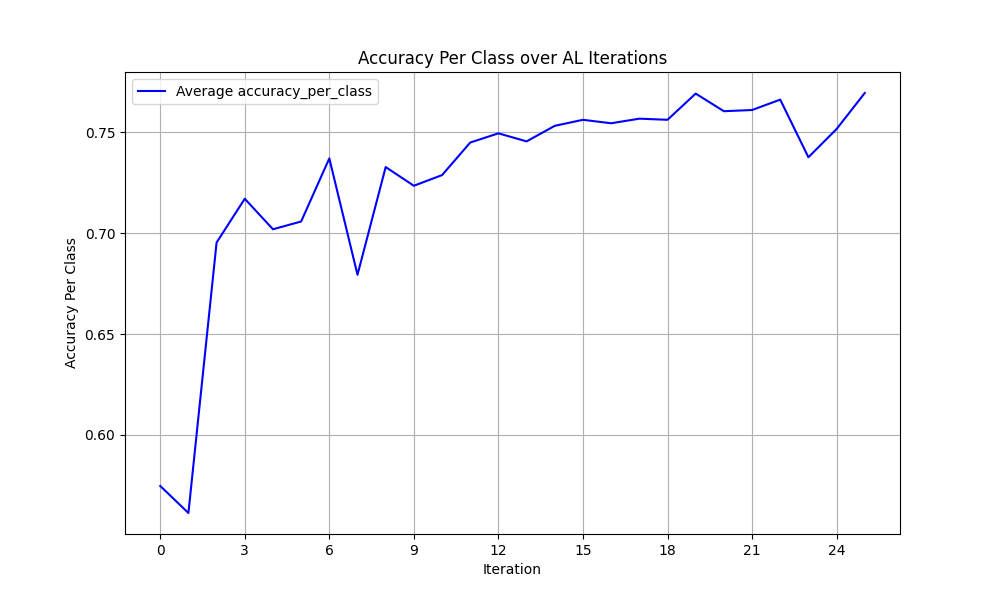 Accuracy Per Class over AL Iterations
Average accuracy_per_class
Accuracy Per Class
0.75
0.70
0.65
0.60
0 3 6 9 12 15 18 21 24
Iteration